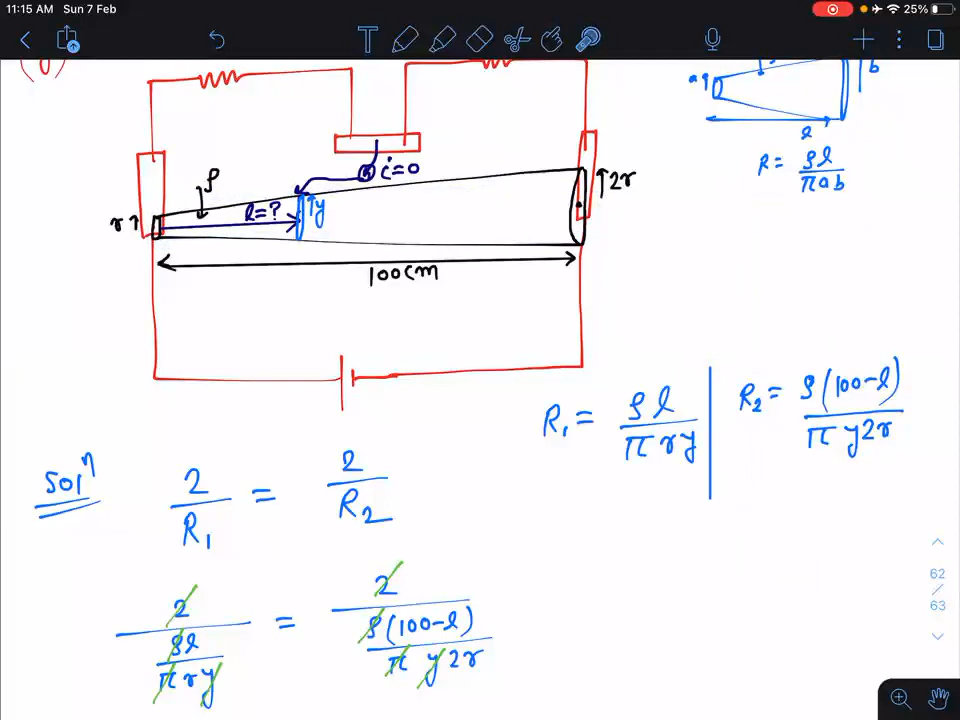 11:15 AM Sun 7 Feb
25%
a
b
l
R = ρl / πab
i=0
ρ
↑2r
l=?
↑y
r↑
100cm
R₁ = ρl / πry
R₂ = ρ(100-l) / πy2r
Solⁿ
2/R₁ = 2/R₂
2 / (ρl / πry) = 2 / (ρ(100-l) / πy2r)
62
/
63